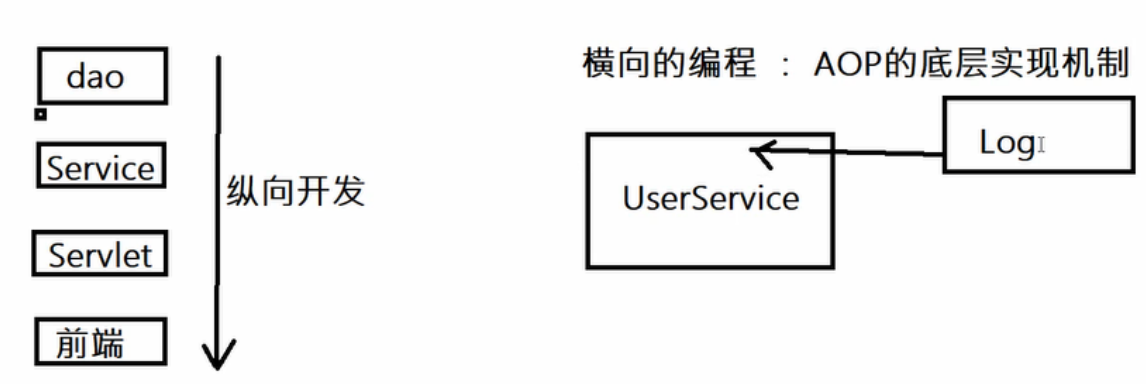 dao
Service
Servlet
前端
纵向开发
横向的编程 : AOP的底层实现机制
UserService
Log